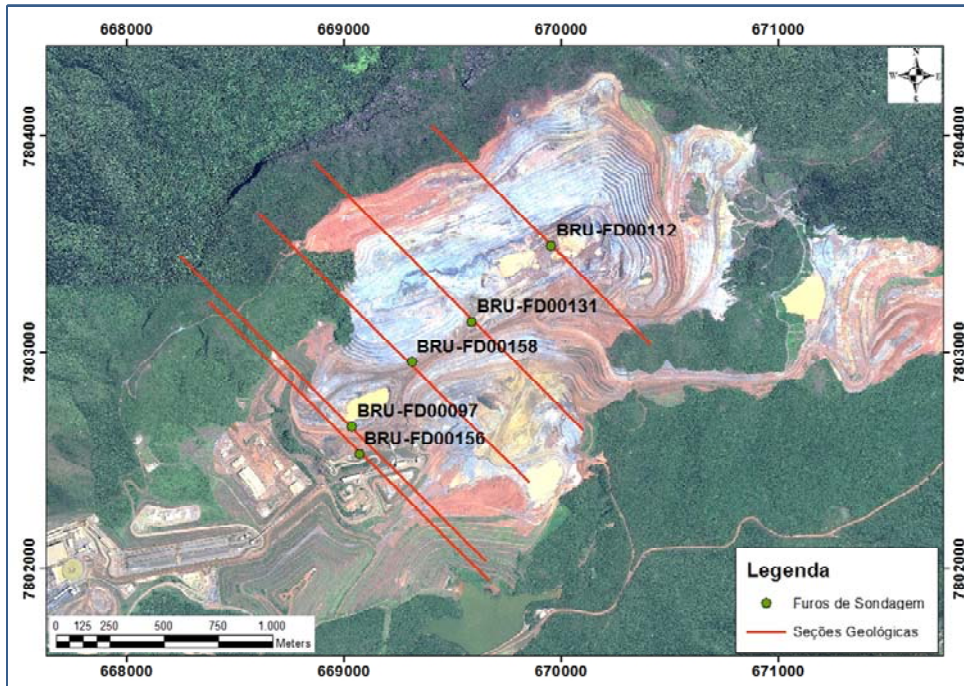 668000 669000 670000 671000
N
W E
S
7804000 7804000
BRU-FD00112
BRU-FD00131
7803000 7803000
BRU-FD00158
BRU-FD00097
BRU-FD00156
7802000 7802000
Legenda
Furos de Sondagem
Seções Geológicas
0 125 250 500 750 1.000
Meters
668000 669000 670000 671000